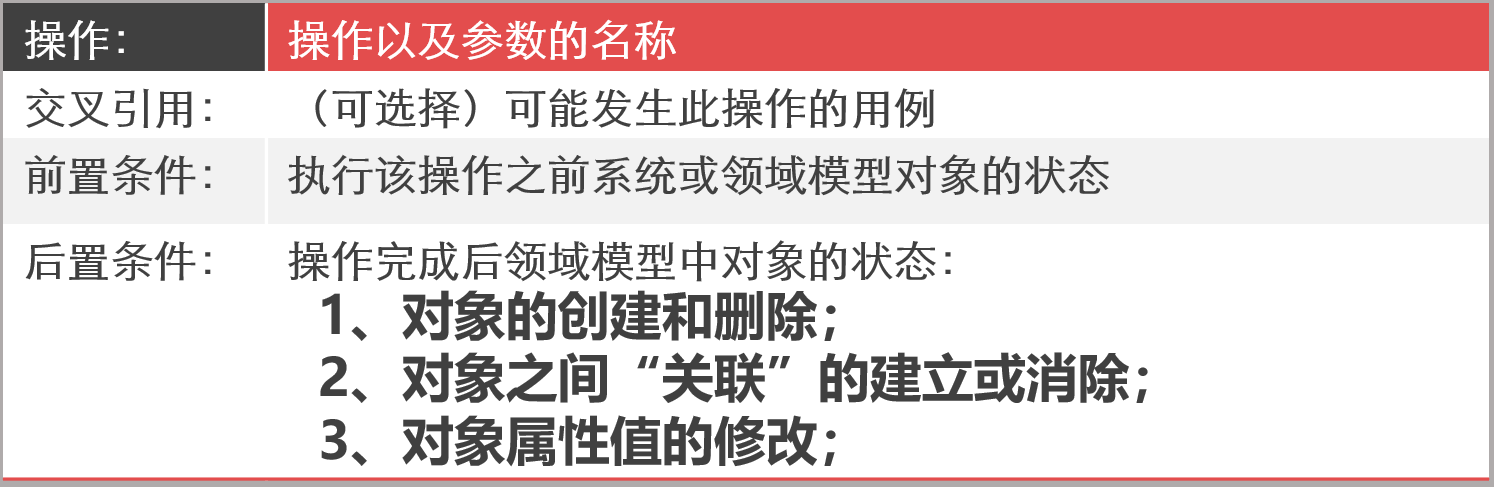 操作： 操作以及参数的名称
交叉引用： （可选择）可能发生此操作的用例
前置条件： 执行该操作之前系统或领域模型对象的状态
后置条件： 操作完成后领域模型中对象的状态：
1、对象的创建和删除；
2、对象之间“关联”的建立或消除；
3、对象属性值的修改；